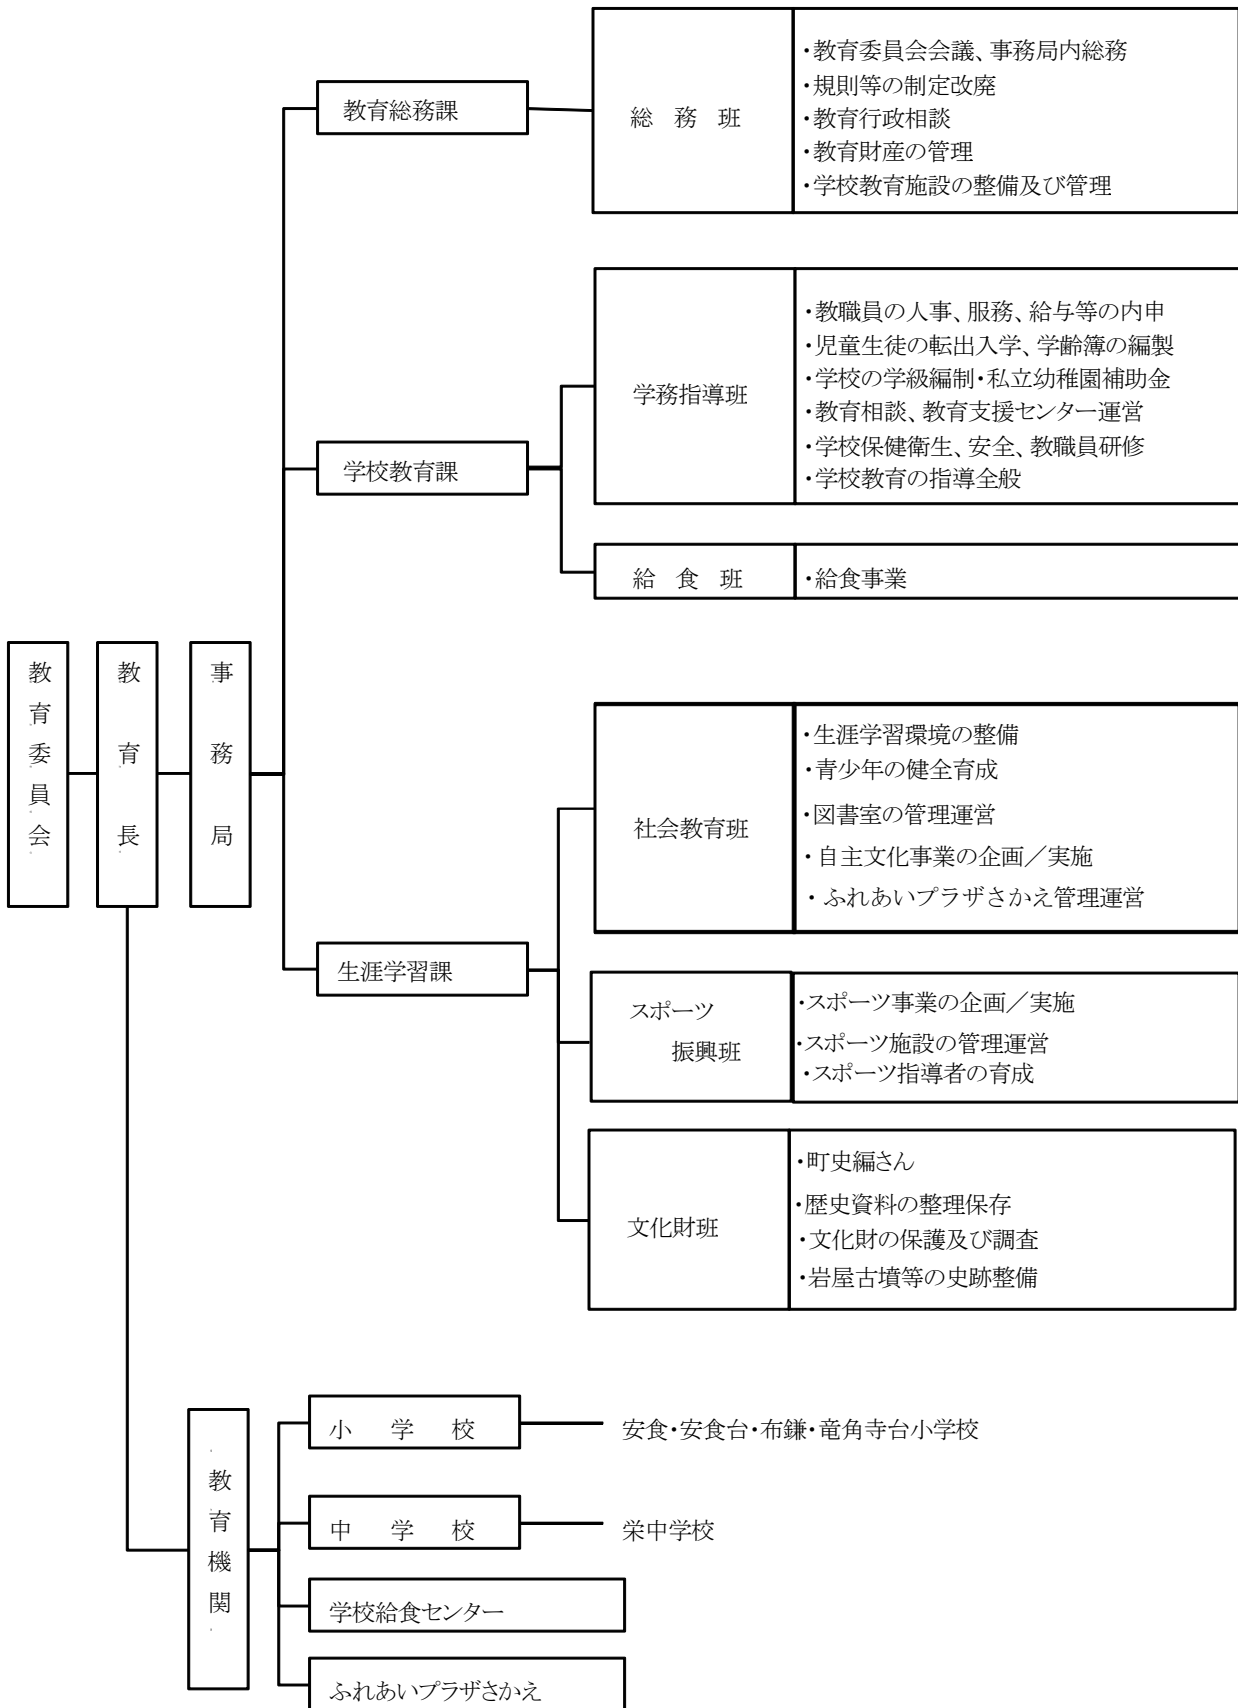 教育委員会
教育長
事務局
教育総務課
総務班
・教育委員会会議、事務局内総務
・規則等の制定改廃
・教育行政相談
・教育財産の管理
・学校教育施設の整備及び管理
学校教育課
学務指導班
・教職員の人事、服務、給与等の内申
・児童生徒の転出入学、学齢簿の編製
・学校の学級編制・私立幼稚園補助金
・教育相談、教育支援センター運営
・学校保健衛生、安全、教職員研修
・学校教育の指導全般
給食班
・給食事業
生涯学習課
社会教育班
・生涯学習環境の整備
・青少年の健全育成
・図書室の管理運営
・自主文化事業の企画／実施
・ふれあいプラザさかえ管理運営
スポーツ
振興班
・スポーツ事業の企画／実施
・スポーツ施設の管理運営
・スポーツ指導者の育成
文化財班
・町史編さん
・歴史資料の整理保存
・文化財の保護及び調査
・岩屋古墳等の史跡整備
教育機関
小学校
安食・安食台・布鎌・竜角寺台小学校
中学校
栄中学校
学校給食センター
ふれあいプラザさかえ